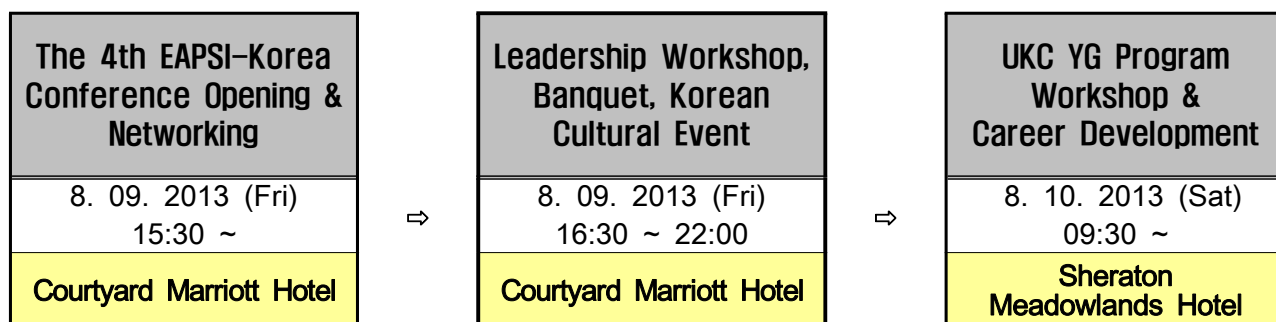 The 4th EAPSI-Korea
Conference Opening &
Networking
8. 09. 2013 (Fri)
15:30 ~
Courtyard Marriott Hotel
⇨
Leadership Workshop,
Banquet, Korean
Cultural Event
8. 09. 2013 (Fri)
16:30 ~ 22:00
Courtyard Marriott Hotel
⇨
UKC YG Program
Workshop &
Career Development
8. 10. 2013 (Sat)
09:30 ~
Sheraton
Meadowlands Hotel